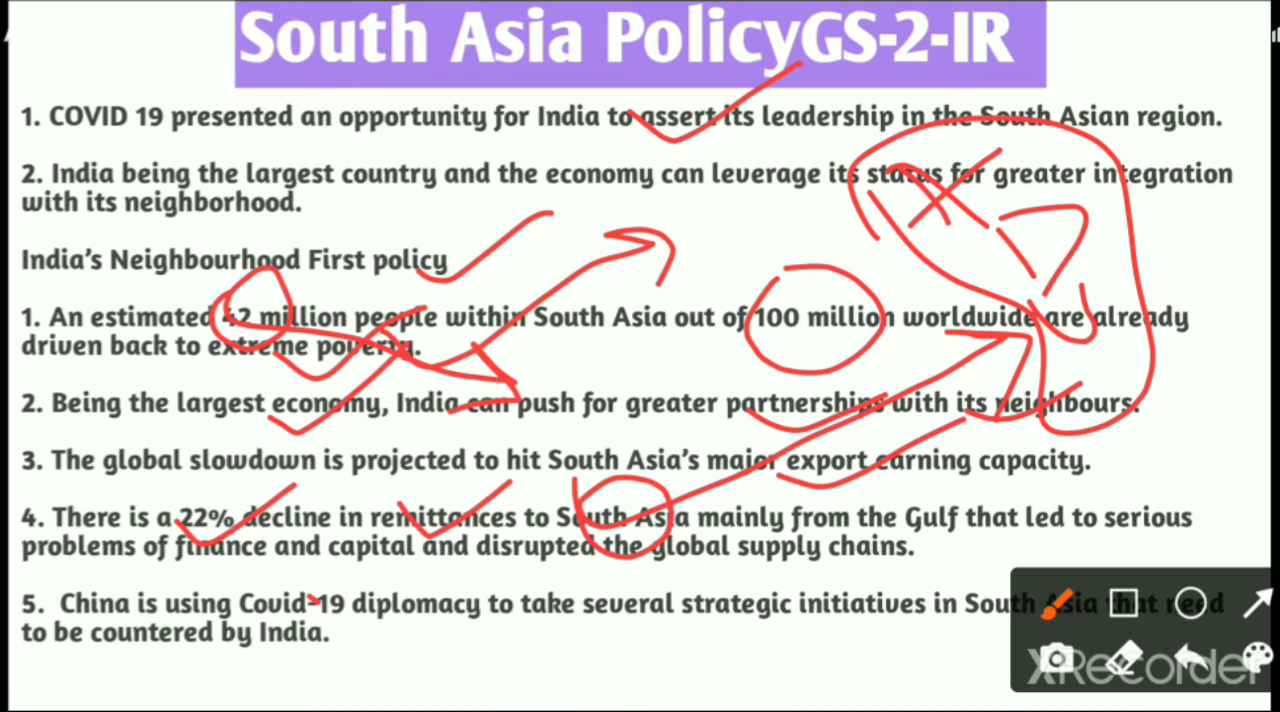 South Asia PolicyGS-2-IR
1. COVID 19 presented an opportunity for India to assert its leadership in the South Asian region.
2. India being the largest country and the economy can leverage its status for greater integration
with its neighborhood.
India's Neighbourhood First policy
1. An estimated 42 million people within South Asia out of 100 million worldwide are already
driven back to extreme poverty.
2. Being the largest economy, India can push for greater partnerships with its neighbours.
3. The global slowdown is projected to hit South Asia's major export earning capacity.
4. There is a 22% decline in remittances to South Asia mainly from the Gulf that led to serious
problems of finance and capital and disrupted the global supply chains.
5. China is using Covid-19 diplomacy to take several strategic initiatives in South Asia that need
to be countered by India.
XRecorder